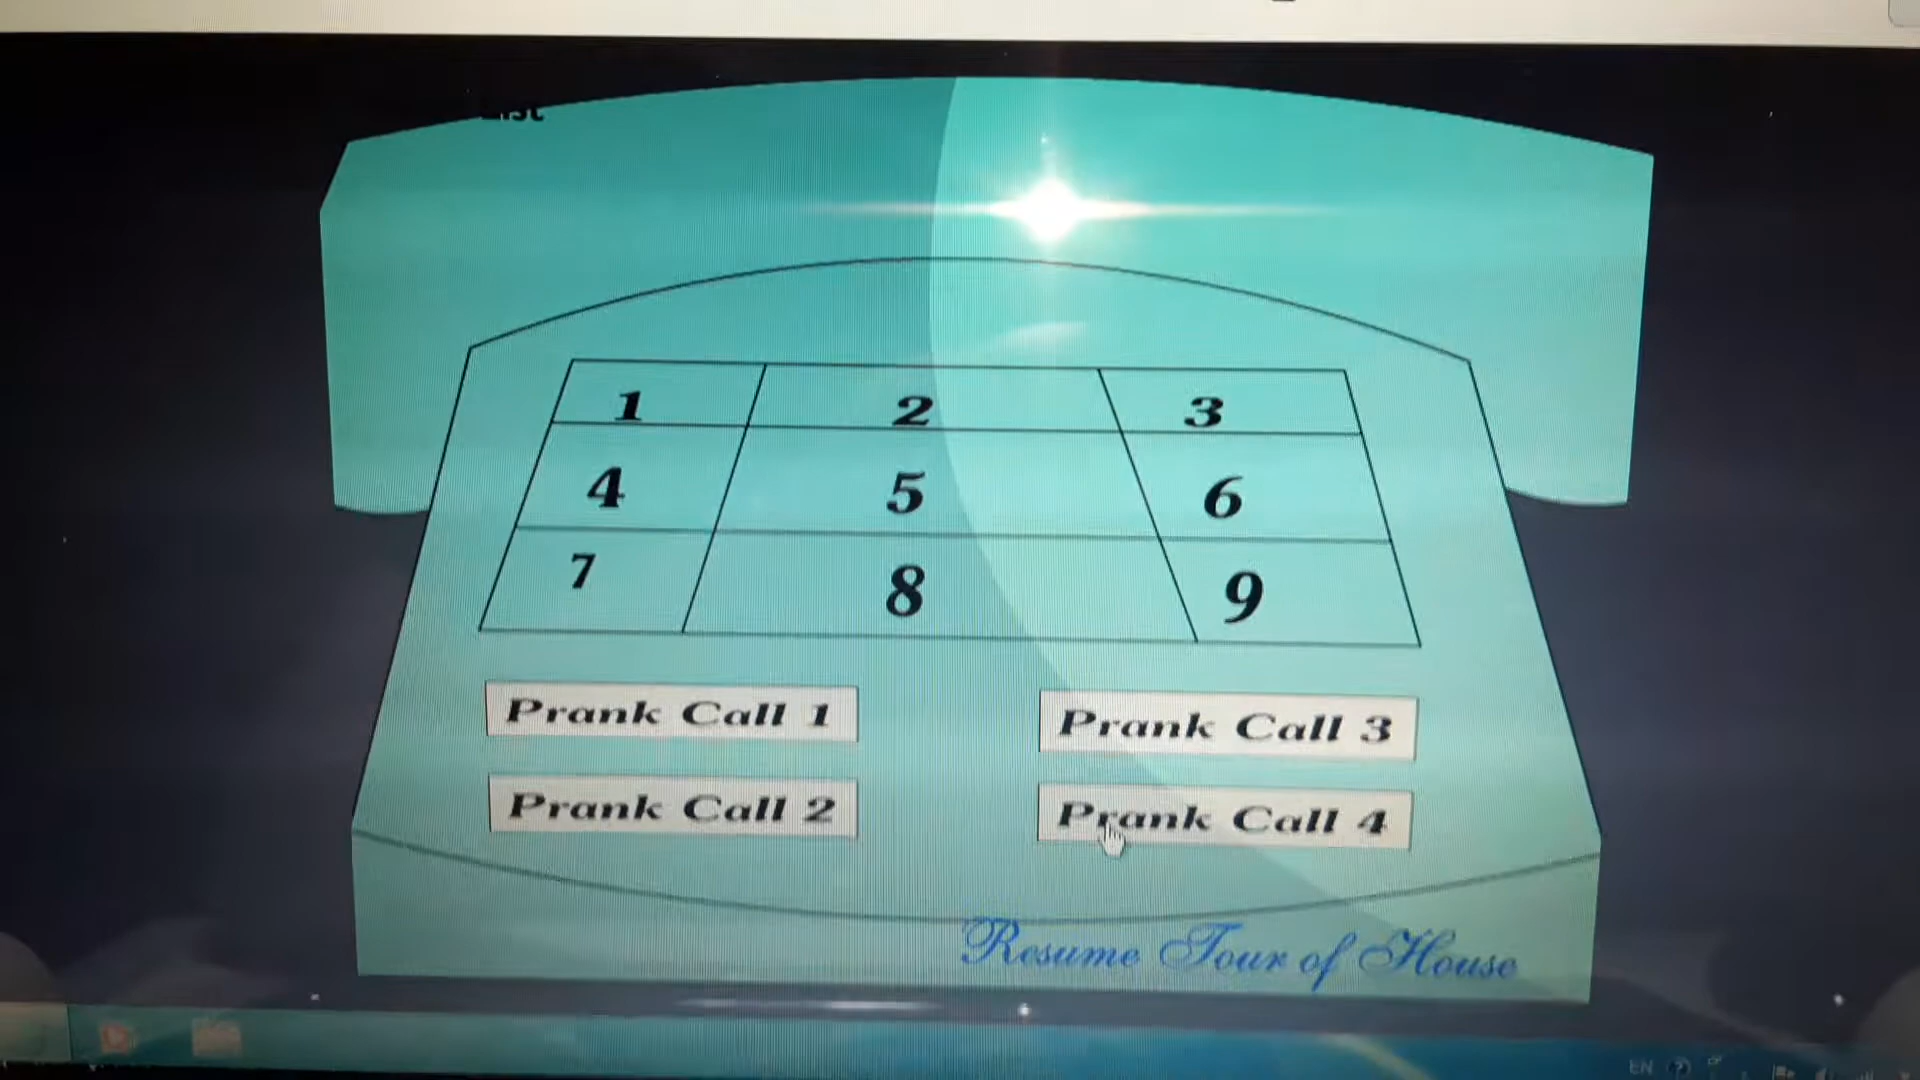 1 2 3
4 5 6
7 8 9
Prank Call 1
Prank Call 3
Prank Call 2
Prank Call 4
Resume Tour of House
EN